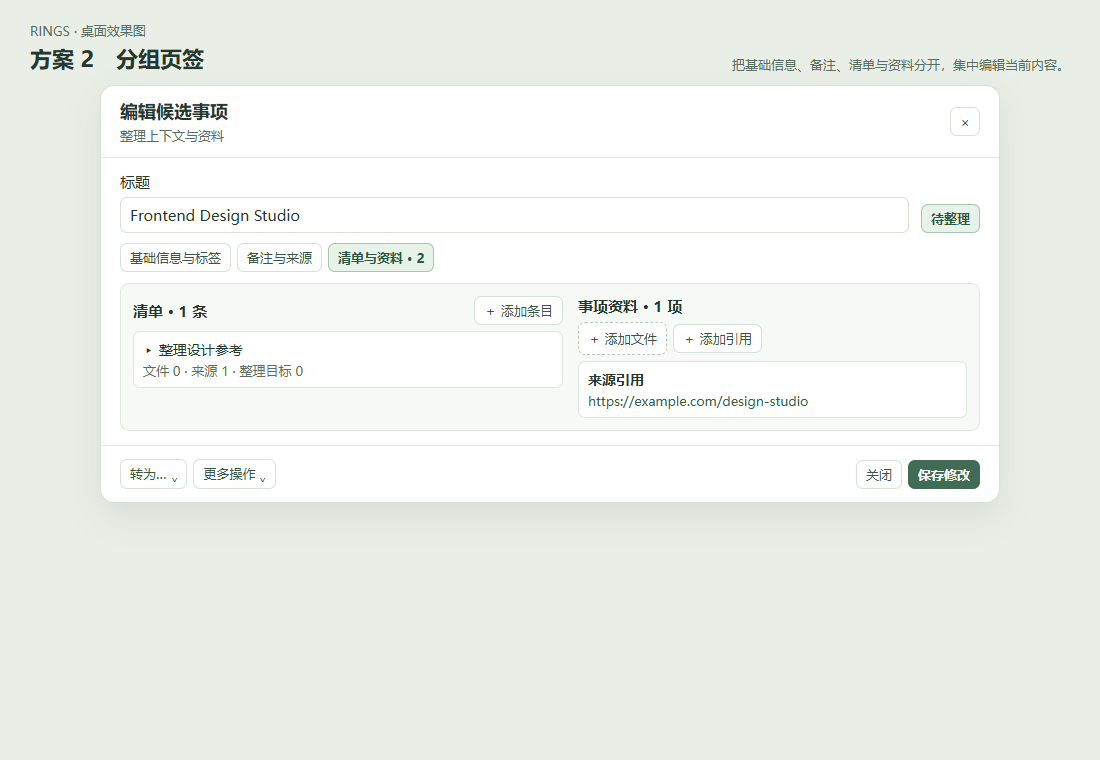 RINGS · 桌面效果图
方案 2　分组页签
把基础信息、备注、清单与资料分开，集中编辑当前内容。
编辑候选事项
整理上下文与资料
×
标题
Frontend Design Studio
待整理
基础信息与标签
备注与来源
清单与资料 • 2
清单 • 1 条
＋ 添加条目
▸ 整理设计参考
文件 0 · 来源 1 · 整理目标 0
事项资料 • 1 项
＋ 添加文件
＋ 添加引用
来源引用
https://example.com/design-studio
转为... ⌄
更多操作 ⌄
关闭
保存修改